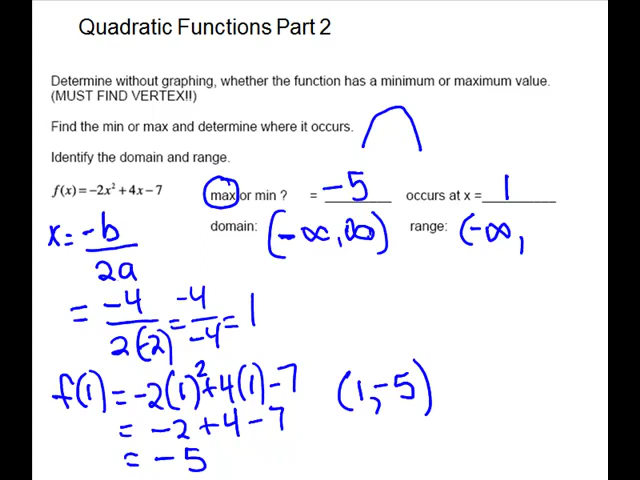 Quadratic Functions Part 2
Determine without graphing, whether the function has a minimum or maximum value.
(MUST FIND VERTEX!!)
Find the min or max and determine where it occurs.
Identify the domain and range.
f(x) = −2x² + 4x − 7 max or min ? = −5 occurs at x = 1
domain: (−∞, ∞) range: (−∞,
x = −b / 2a
= −4 / 2(−2) = −4 / −4 = 1
f(1) = −2(1)² + 4(1) − 7 (1, −5)
= −2 + 4 − 7
= −5